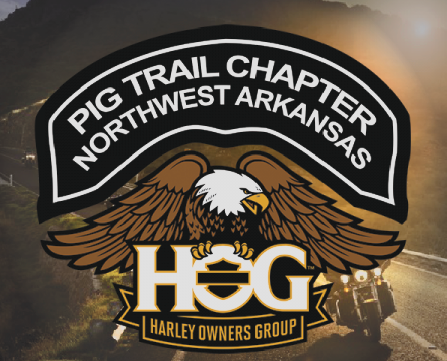 PIG TRAIL CHAPTER
NORTHWEST ARKANSAS
HOG
HARLEY OWNERS GROUP